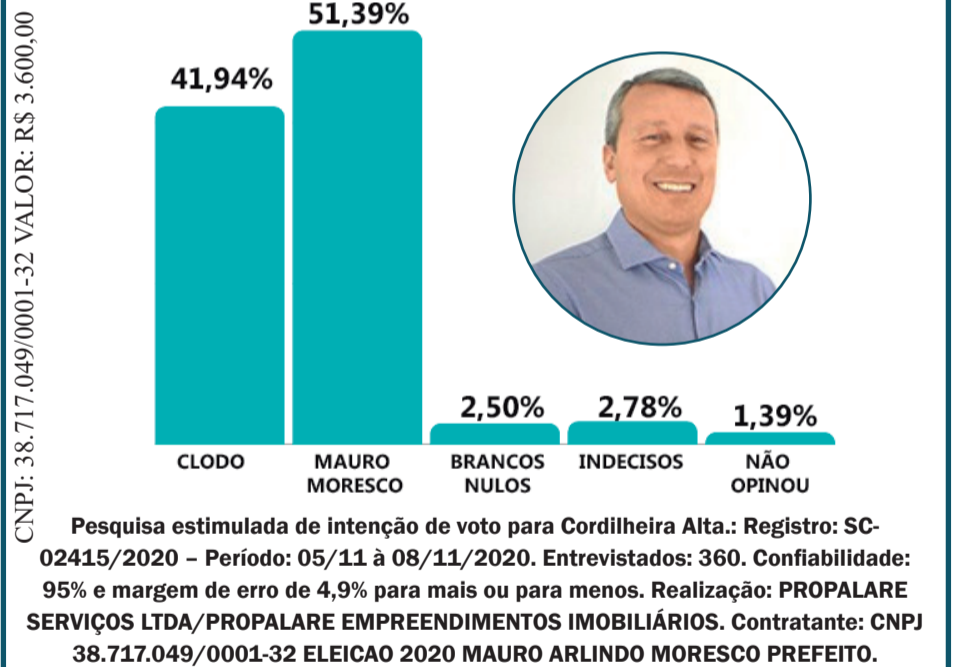 CNPJ: 38.717.049/0001-32 VALOR: R$ 3.600,00
51,39%
41,94%
2,50%
2,78%
1,39%
CLODO
MAURO
MORESCO
BRANCOS
NULOS
INDECISOS
NÃO
OPINOU
Pesquisa estimulada de intenção de voto para Cordilheira Alta.: Registro: SC-
02415/2020 – Período: 05/11 à 08/11/2020. Entrevistados: 360. Confiabilidade:
95% e margem de erro de 4,9% para mais ou para menos. Realização: PROPALARE
SERVIÇOS LTDA/PROPALARE EMPREENDIMENTOS IMOBILIÁRIOS. Contratante: CNPJ
38.717.049/0001-32 ELEICAO 2020 MAURO ARLINDO MORESCO PREFEITO.